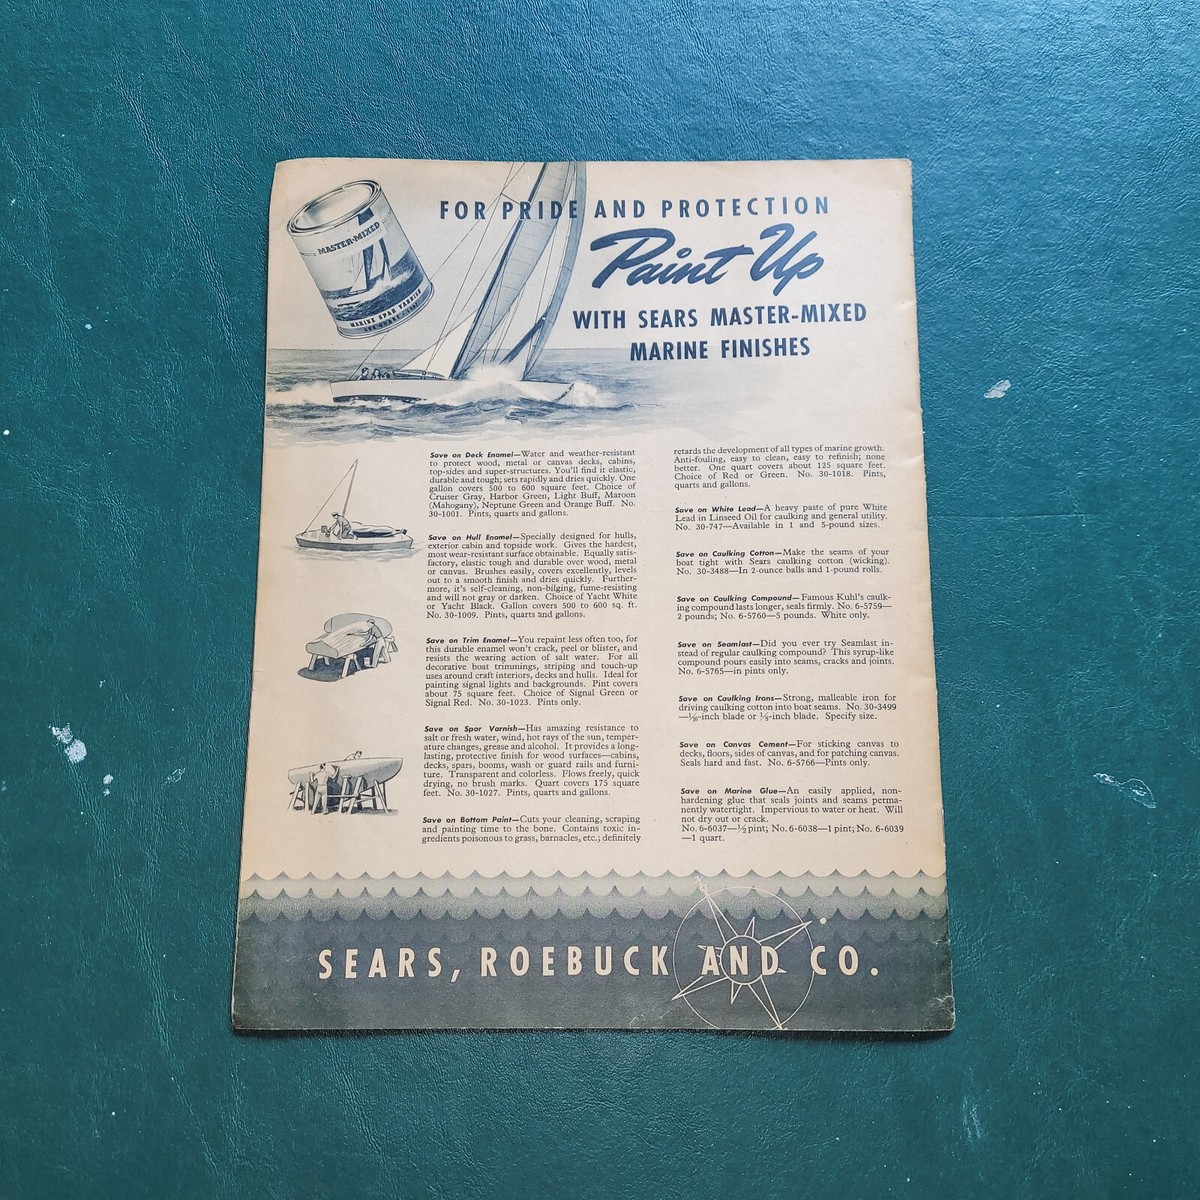 FOR PRIDE AND PROTECTION
Paint Up
WITH SEARS MASTER-MIXED
MARINE FINISHES
MASTER-MIXED
MARINE SPAR VARNISH
Save on Deck Enamel—Water and weather-resistant
to protect wood, metal or canvas decks, cabins,
top-sides and super-structures. You'll find it elastic,
durable and tough; sets rapidly and dries quickly. One
gallon covers 500 to 600 square feet. Choice of
Cruiser Gray, Harbor Green, Light Buff, Maroon
(Mahogany), Neptune Green and Orange Buff. No.
30-1001. Pints, quarts and gallons.
Save on Hull Enamel—Specially designed for hulls,
exterior cabin and topside work. Gives the hardest,
most wear-resistant surface obtainable. Equally satis-
factory, elastic tough and durable over wood, metal
or canvas. Brushes easily, covers excellently, levels
out to a smooth finish and dries quickly. Further-
more, it's self-cleaning, non-bilging, fume-resisting
and will not gray or darken. Choice of Yacht White
or Yacht Black. Gallon covers 500 to 600 sq. ft.
No. 30-1009. Pints, quarts and gallons.
Save on Trim Enamel—You repaint less often too, for
this durable enamel won't crack, peel or blister, and
resists the wearing action of salt water. For all
decorative boat trimmings, striping and touch-up
uses around craft interiors, decks and hulls. Ideal for
painting signal lights and backgrounds. Pint covers
about 75 square feet. Choice of Signal Green or
Signal Red. No. 30-1023. Pints only.
Save on Spar Varnish—Has amazing resistance to
salt or fresh water, wind, hot rays of the sun, temper-
ature changes, grease and alcohol. It provides a long-
lasting, protective finish for wood surfaces—cabins,
decks, spars, booms, wash or guard rails and furni-
ture. Transparent and colorless. Flows freely, quick
drying, no brush marks. Quart covers 175 square
feet. No. 30-1027. Pints, quarts and gallons.
Save on Bottom Paint—Cuts your cleaning, scraping
and painting time to the bone. Contains toxic in-
gredients poisonous to grass, barnacles, etc.; definitely
retards the development of all types of marine growth.
Anti-fouling, easy to clean, easy to refinish; none
better. One quart covers about 125 square feet.
Choice of Red or Green. No. 30-1018. Pints,
quarts and gallons.
Save on White Lead—A heavy paste of pure White
Lead in Linseed Oil for caulking and general utility.
No. 30-747—Available in 1 and 5-pound sizes.
Save on Caulking Cotton—Make the seams of your
boat tight with Sears caulking cotton (wicking).
No. 30-3488—In 2-ounce balls and 1-pound rolls.
Save on Caulking Compound—Famous Kuhl's caulk-
ing compound lasts longer, seals firmly. No. 6-5759—
2 pounds; No. 6-5760—5 pounds. White only.
Save on Seamlast—Did you ever try Seamlast in-
stead of regular caulking compound? This syrup-like
compound pours easily into seams, cracks and joints.
No. 6-5765—in pints only.
Save on Caulking Irons—Strong, malleable iron for
driving caulking cotton into boat seams. No. 30-3499
—1/16-inch blade or 1/8-inch blade. Specify size.
Save on Canvas Cement—For sticking canvas to
decks, floors, sides of canvas, and for patching canvas.
Seals hard and fast. No. 6-5766—Pints only.
Save on Marine Glue—An easily applied, non-
hardening glue that seals joints and seams perma-
nently watertight. Impervious to water or heat. Will
not dry out or crack.
No. 6-6037—½ pint; No. 6-6038—1 pint; No. 6-6039
—1 quart.
SEARS, ROEBUCK AND CO.